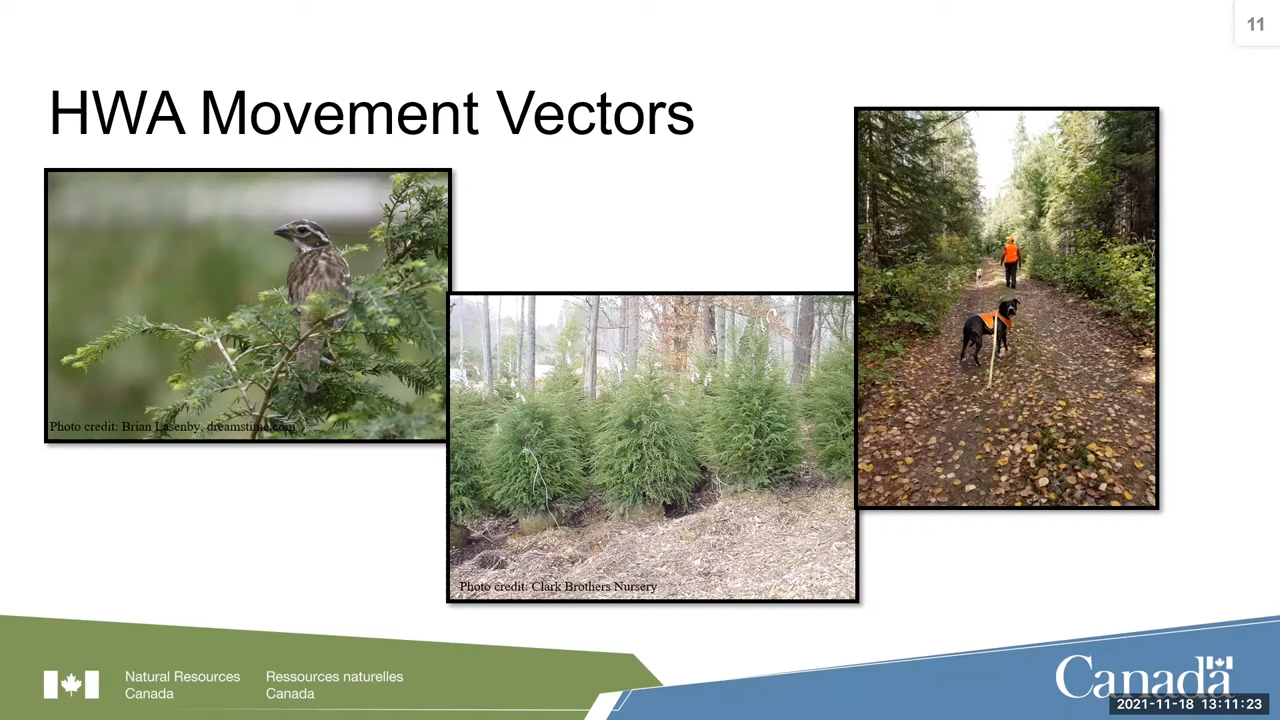 11
HWA Movement Vectors
Photo credit: Brian Lasenby, dreamstime.com
Photo credit: Clark Brothers Nursery
Natural Resources
Canada
Ressources naturelles
Canada
Canada
2021-11-18 13:11:23